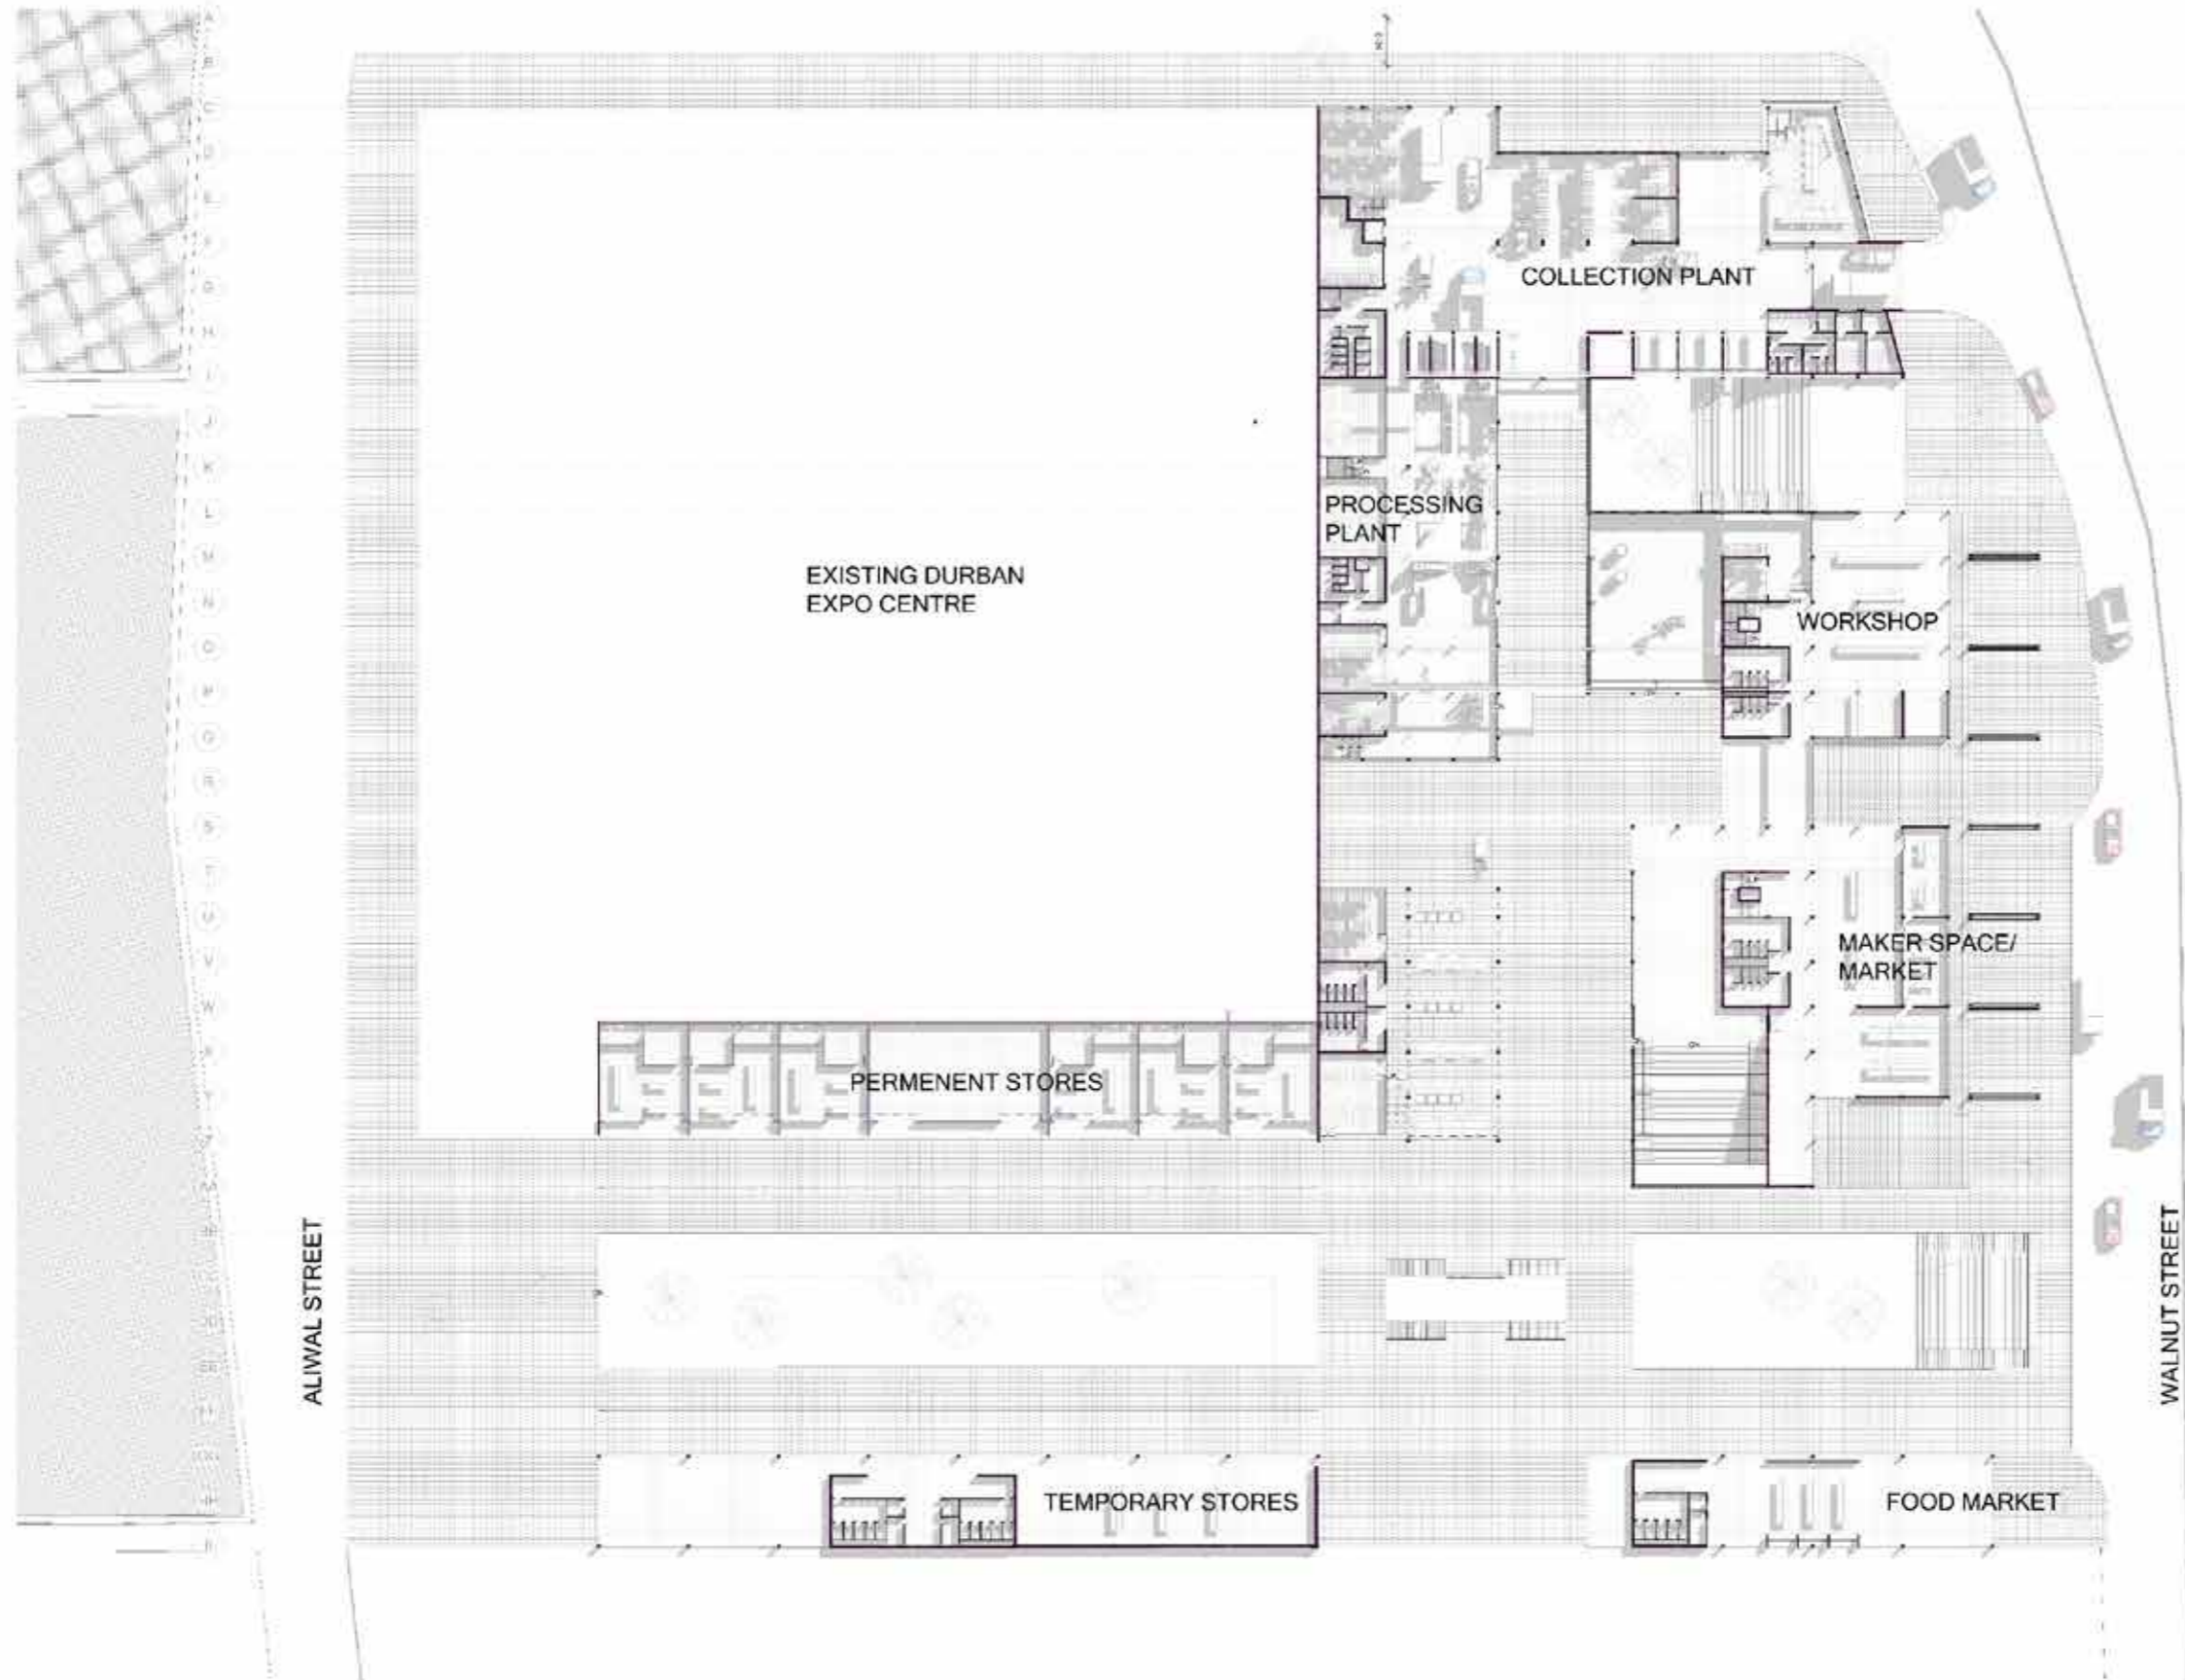 COLLECTION PLANT
PROCESSING
PLANT
EXISTING DURBAN
EXPO CENTRE
WORKSHOP
MAKER SPACE/
MARKET
PERMENENT STORES
ALIWAL STREET
WALNUT STREET
TEMPORARY STORES
FOOD MARKET